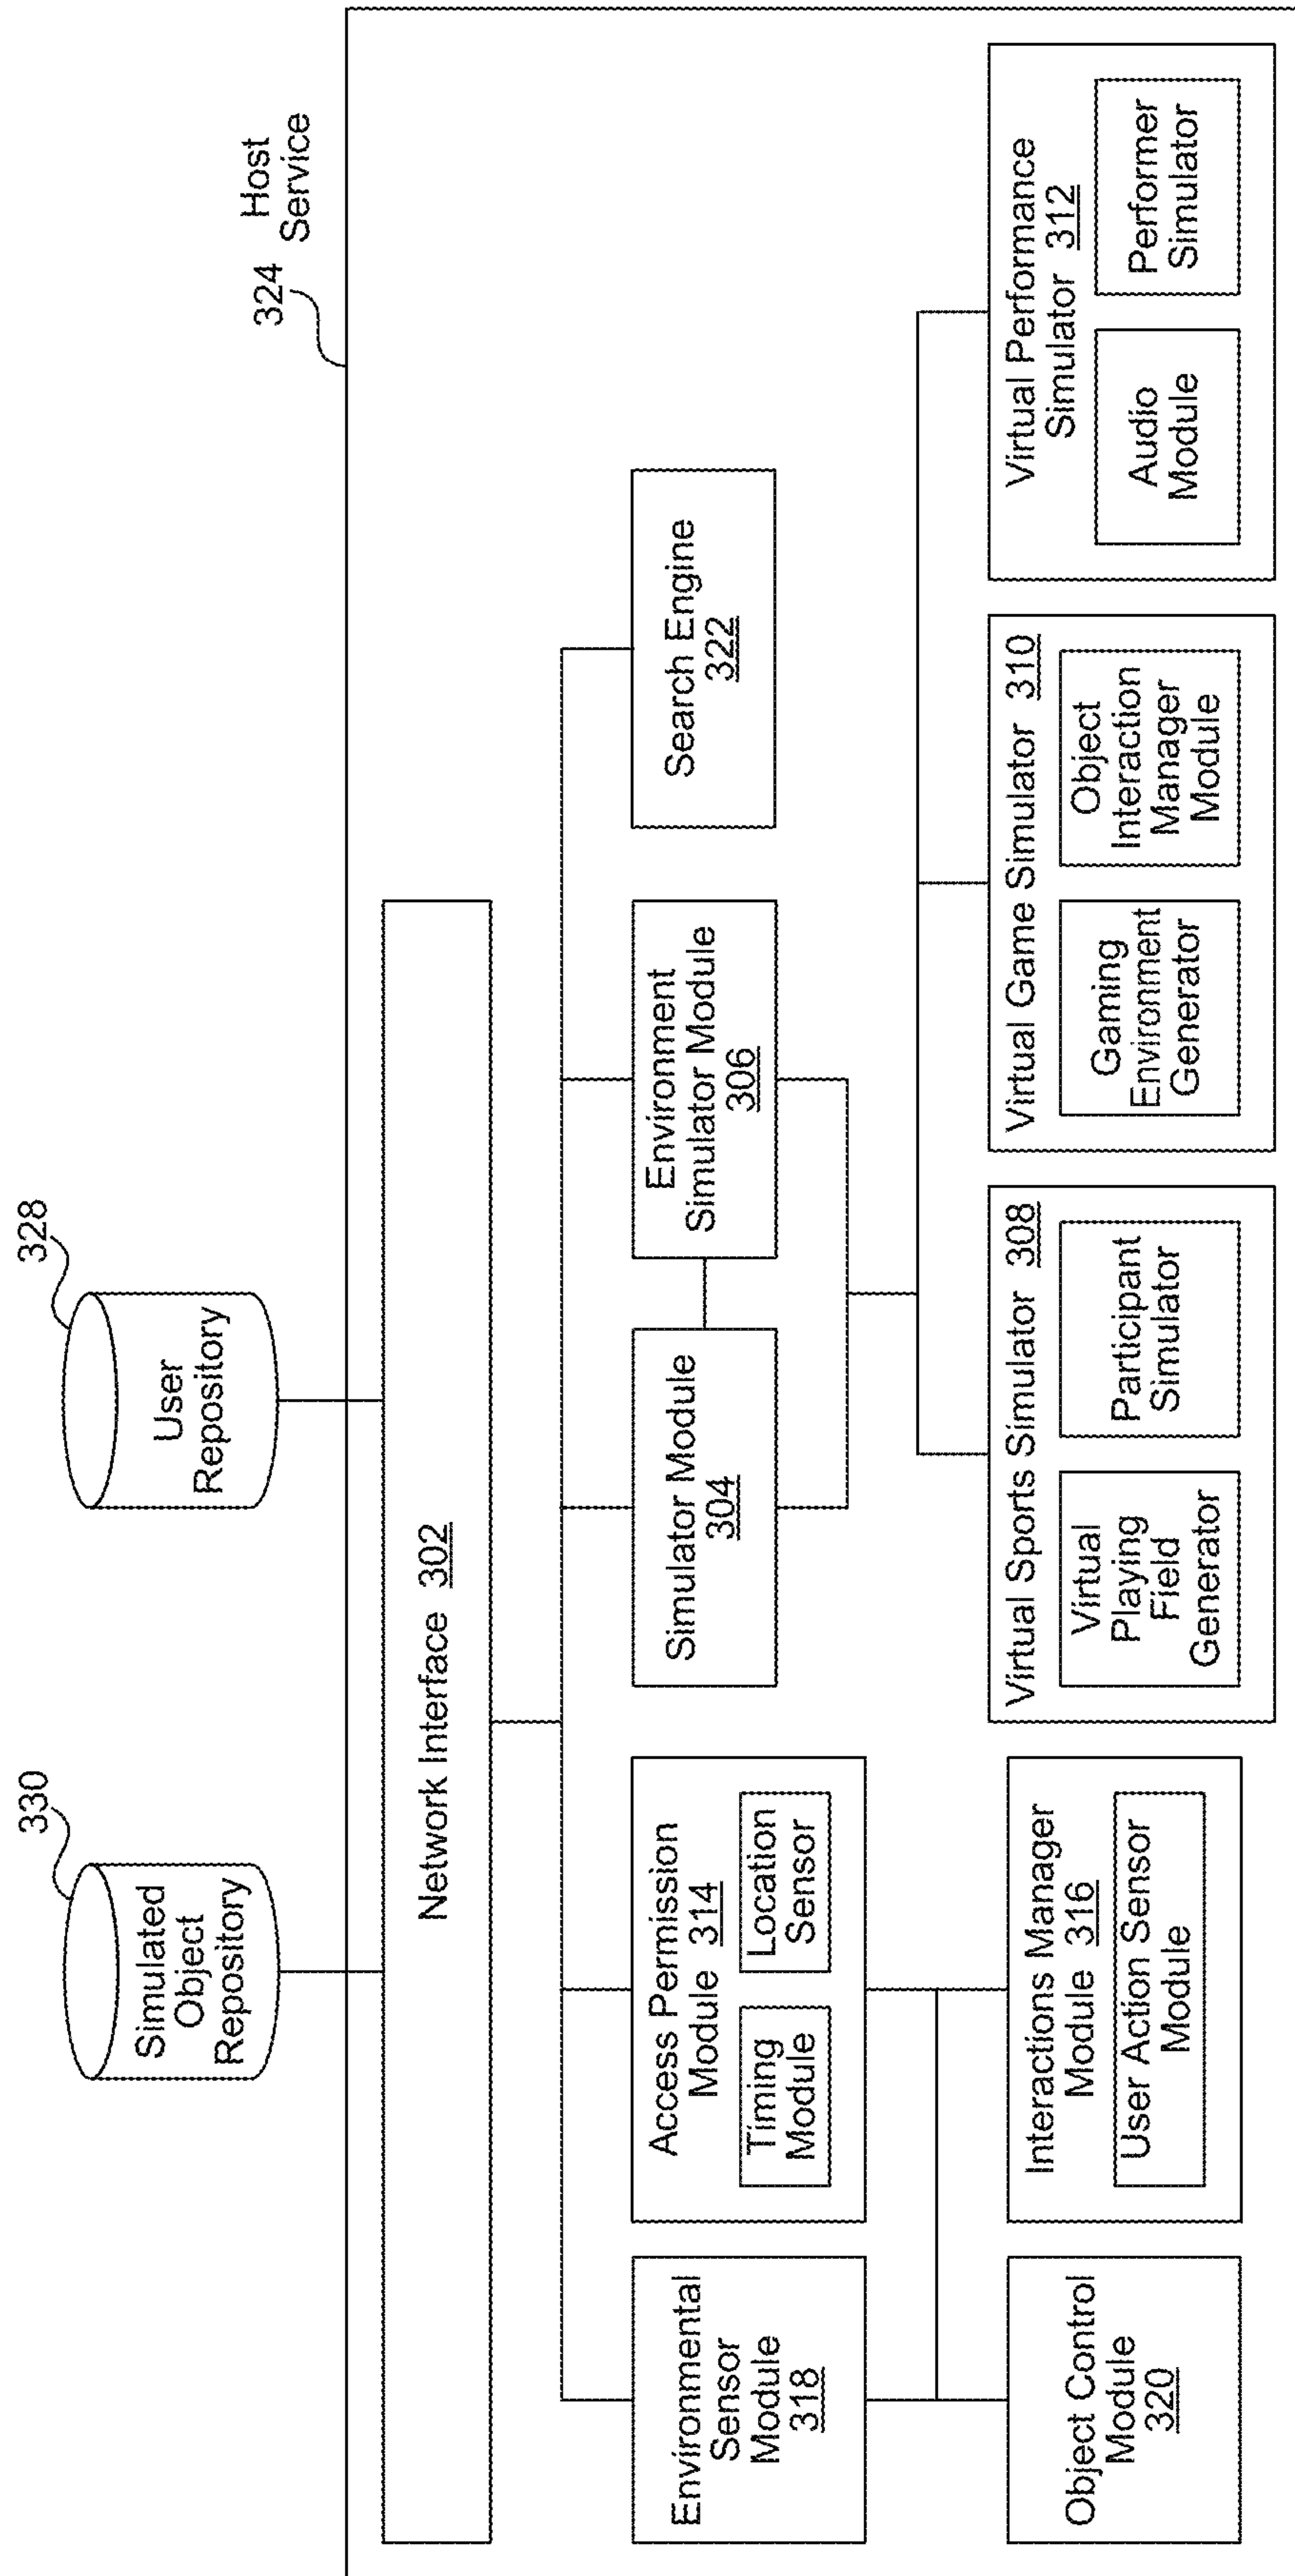 330
Simulated
Object
Repository
328
User
Repository
324
Host
Service
Network Interface 302
Environmental
Sensor
Module
318
Access Permission
Module 314
Timing
Module
Location
Sensor
Simulator Module
304
Environment
Simulator Module
306
Search Engine
322
Object Control
Module
320
Interactions Manager
Module 316
User Action Sensor
Module
Virtual Sports Simulator 308
Virtual
Playing
Field
Generator
Participant
Simulator
Virtual Game Simulator 310
Gaming
Environment
Generator
Object
Interaction
Manager
Module
Virtual Performance
Simulator 312
Audio
Module
Performer
Simulator